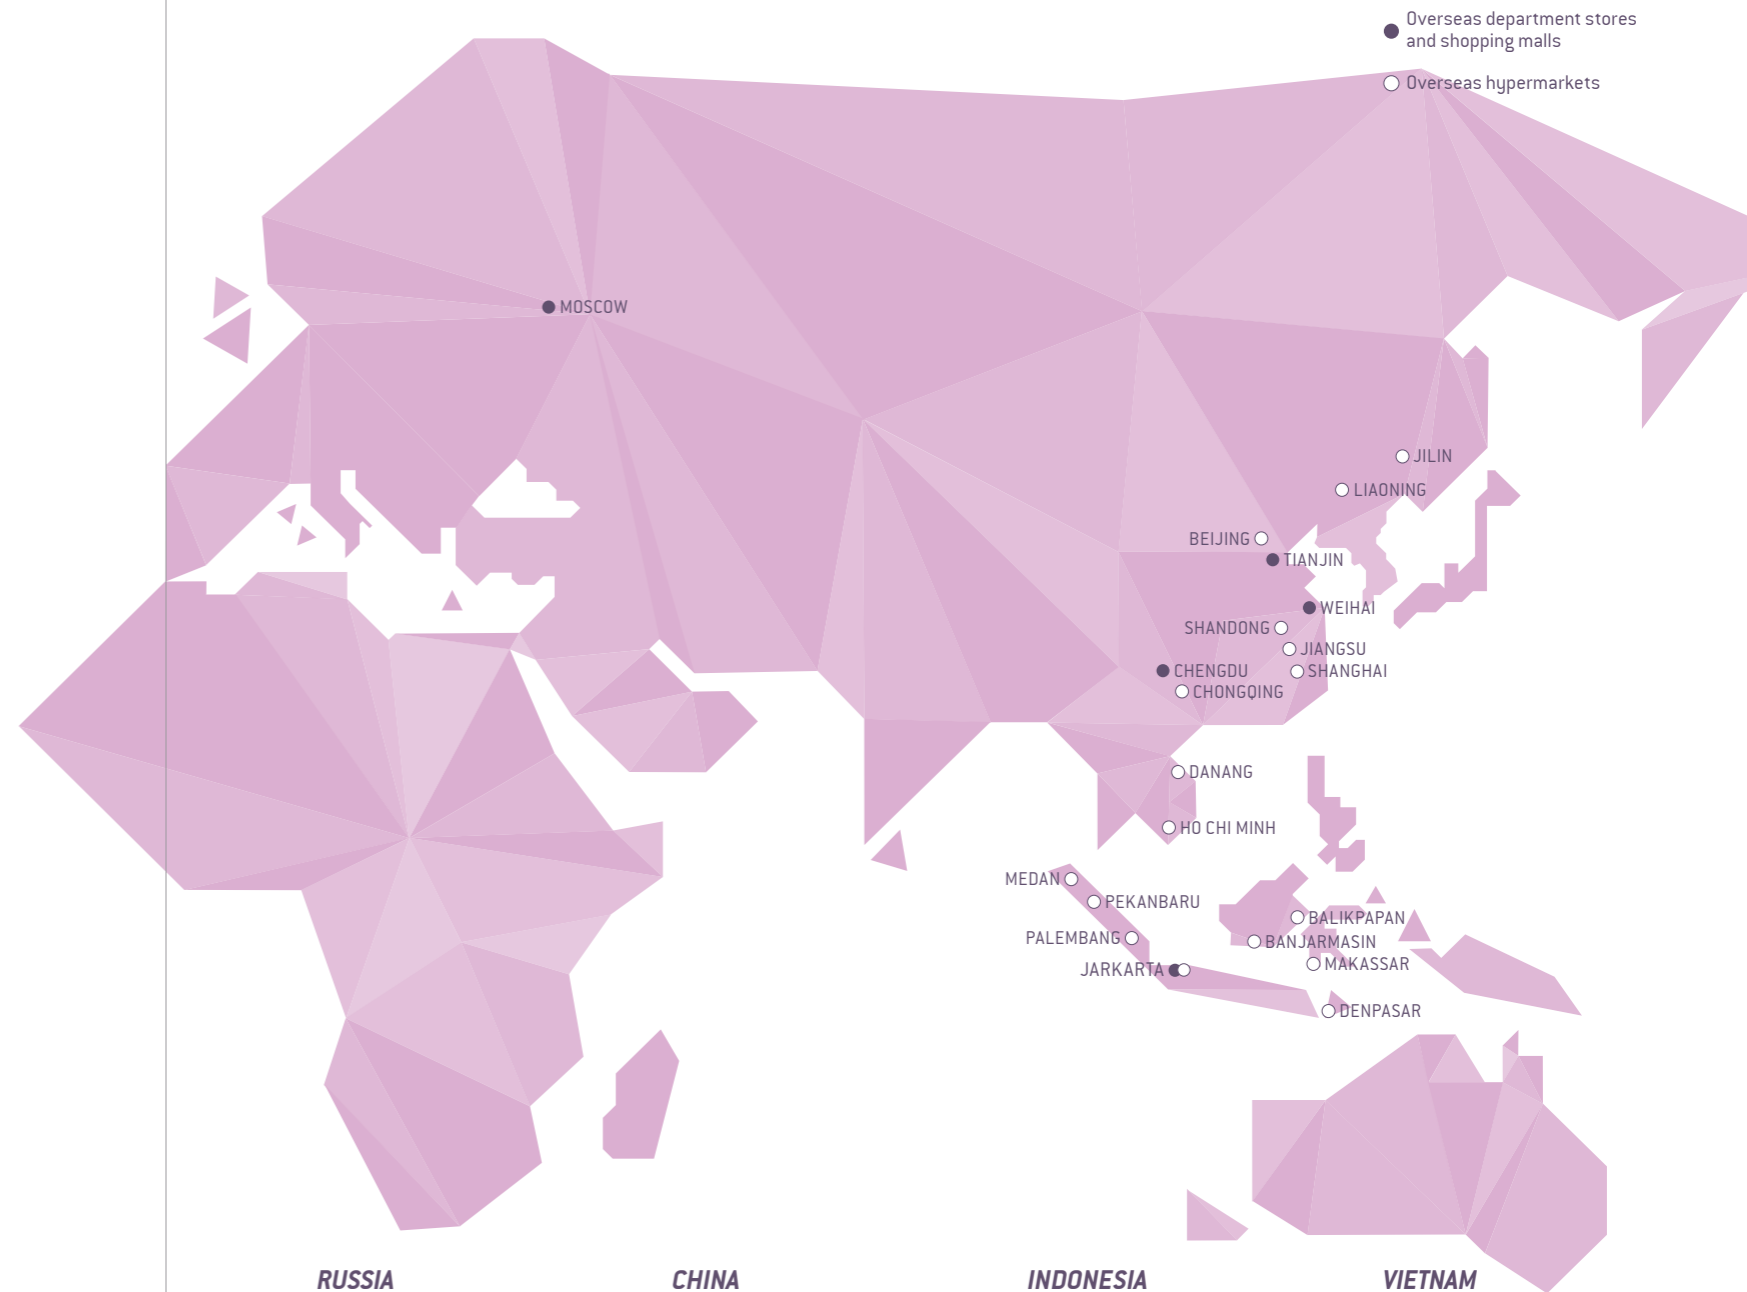 Overseas department stores
and shopping malls
Overseas hypermarkets
MOSCOW
JILIN
LIAONING
BEIJING
TIANJIN
WEIHAI
SHANDONG
JIANGSU
CHENGDU
SHANGHAI
CHONGQING
DANANG
HO CHI MINH
MEDAN
PEKANBARU
BALIKPAPAN
PALEMBANG
BANJARMASIN
MAKASSAR
JARKARTA
DENPASAR
RUSSIA
CHINA
INDONESIA
VIETNAM